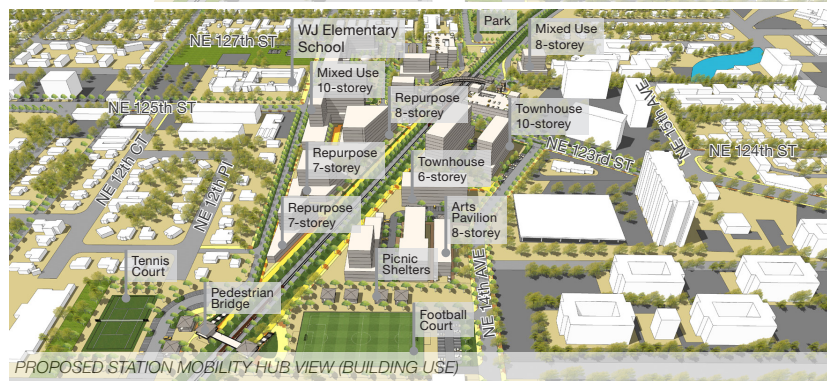 NE 127th ST
WJ Elementary
School
Park
Mixed Use
8-storey
Mixed Use
10-storey
NE 125th ST
Repurpose
8-storey
Townhouse
10-storey
NE 15th AVE
NE 12th CT
NE 12th Pl
Repurpose
7-storey
Townhouse
6-storey
NE 123rd ST
NE 124th ST
Repurpose
7-storey
Arts
Pavilion
8-storey
Tennis
Court
Picnic
Shelters
NE 14th AVE
Pedestrian
Bridge
Football
Court
PROPOSED STATION MOBILITY HUB VIEW (BUILDING USE)